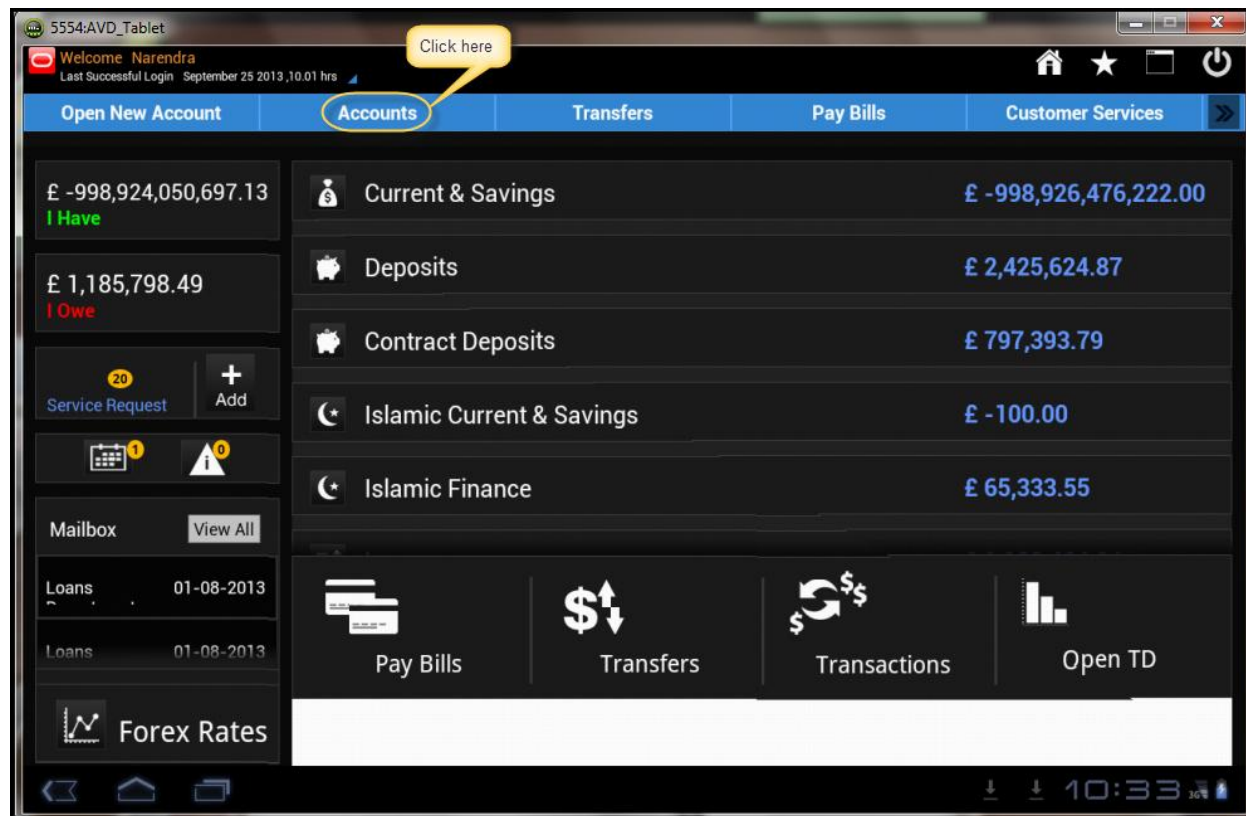 5554:AVD_Tablet
Click here
Welcome Narendra
Last Successful Login September 25 2013 ,10.01 hrs
Open New Account
Accounts
Transfers
Pay Bills
Customer Services
£ -998,924,050,697.13
I Have
£ 1,185,798.49
I Owe
20
Service Request
Add
1
0
Mailbox
View All
Loans 01-08-2013
Loans 01-08-2013
Forex Rates
Current & Savings £ -998,926,476,222.00
Deposits £ 2,425,624.87
Contract Deposits £ 797,393.79
Islamic Current & Savings £ -100.00
Islamic Finance £ 65,333.55
Pay Bills
Transfers
Transactions
Open TD
10:33
3G